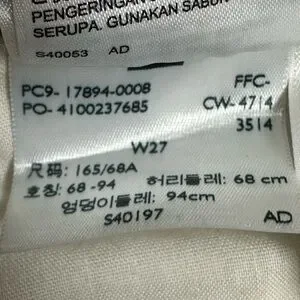 PENGERINGAN
SERUPA. GUNAKAN SABUN
S40053 AD
PC9- 17894-0008 FFC-
PO- 4100237685 CW- 4714
3514
W27
尺码: 165/68A
호칭: 68 -94 허리둘레: 68 cm
엉덩이둘레: 94cm
S40197 AD